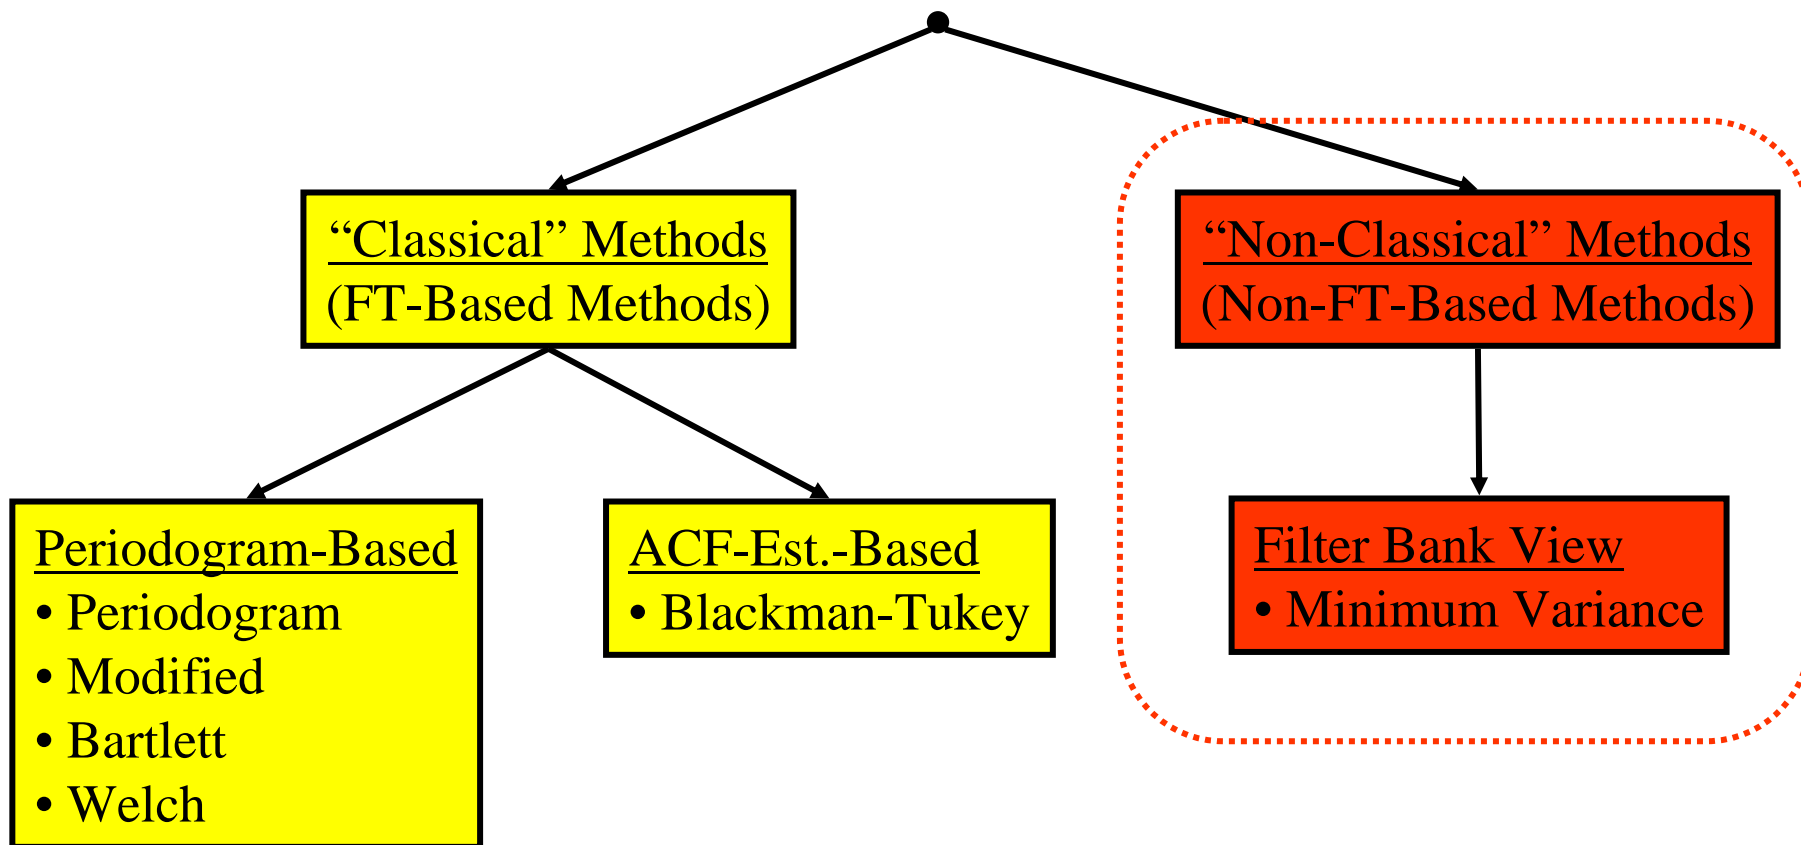 “Classical” Methods
(FT-Based Methods)
“Non-Classical” Methods
(Non-FT-Based Methods)
Periodogram-Based
• Periodogram
• Modified
• Bartlett
• Welch
ACF-Est.-Based
• Blackman-Tukey
Filter Bank View
• Minimum Variance